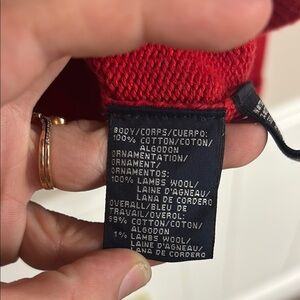 BODY/CORPS/CUERPO:
100% COTTON/COTON/
ALGODON
ORNAMENTATION/
ORNAMENT/
ORNAMENTOS:
100% LAMBS WOOL/
LAINE D'AGNEAU/
LANA DE CORDERO
OVERALL/BLEU DE
TRAVAIL/OVEROL:
99% COTTON/COTON/
ALGODON
1% LAMBS WOOL/
LAINE D'AGNEAU/
LANA DE CORDERO